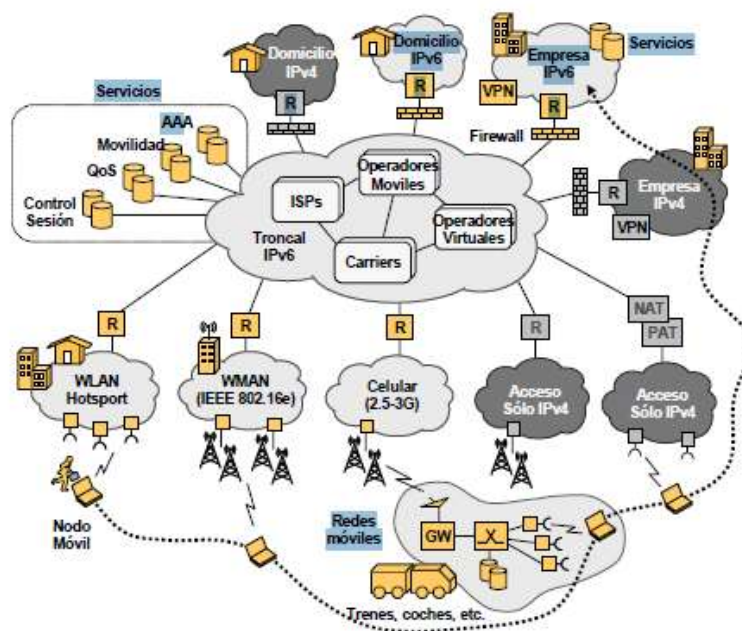 Domicilio
IPv4
R
Domicilio
IPv6
R
Empresa
IPv6
Servicios
VPN
R
Firewall
Servicios
AAA
Movilidad
QoS
Control
Sesión
Operadores
Moviles
ISPs
Operadores
Virtuales
Troncal
IPv6
Carriers
R
Empresa
IPv4
VPN
R
R
R
R
NAT
PAT
WLAN
Hotsport
WMAN
(IEEE 802.16e)
Celular
(2.5-3G)
Acceso
Sólo IPv4
Acceso
Sólo IPv4
Nodo
Móvil
Redes
móviles
GW
X
Trenes, coches, etc.